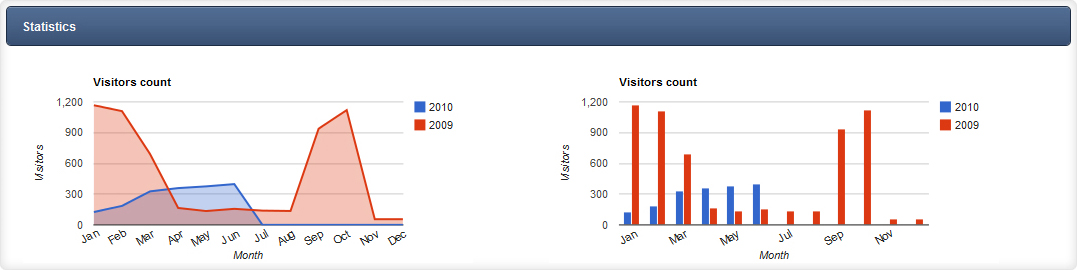 Statistics
Visitors count
1,200
900
600
300
0
Visitors
Jan Feb Mar Apr May Jun Jul Aug Sep Oct Nov Dec
Month
2010
2009
Visitors count
1,200
900
600
300
0
Visitors
Jan Mar May Jul Sep Nov
Month
2010
2009